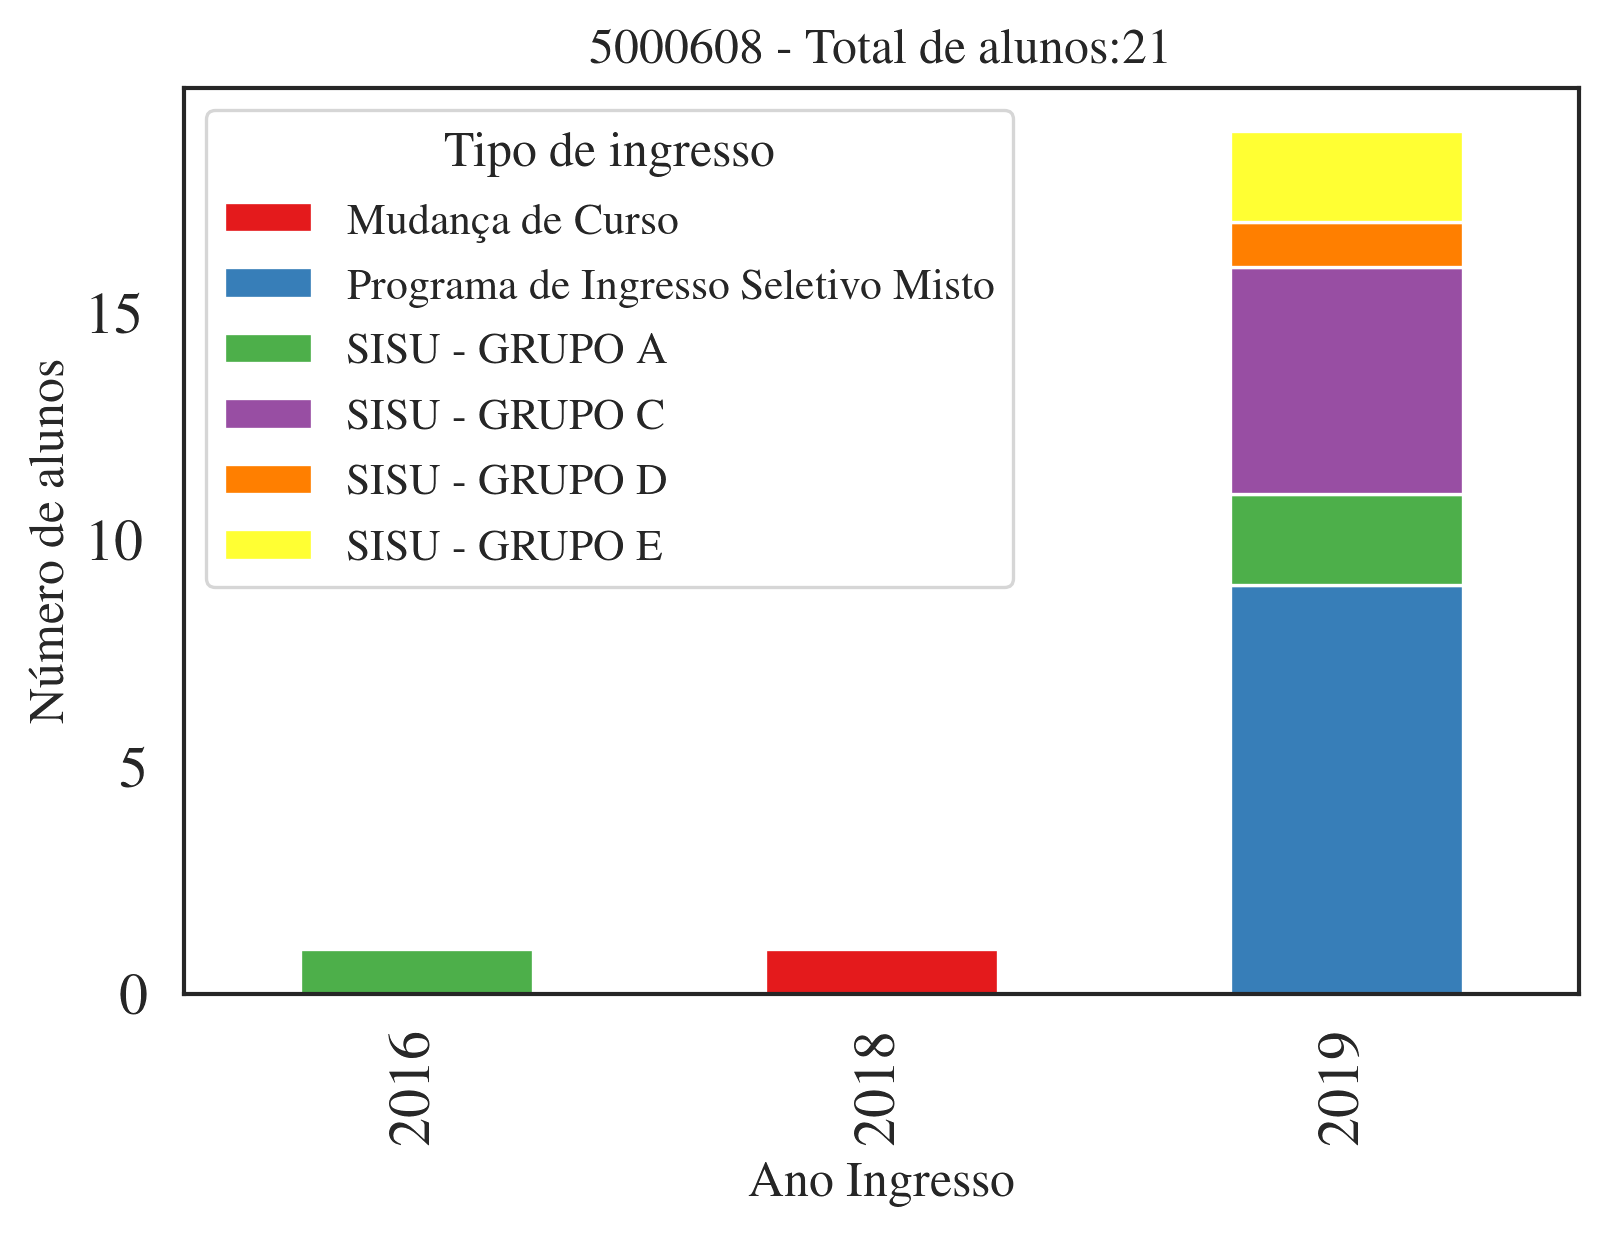 5000608 - Total de alunos:21
Tipo de ingresso
Mudança de Curso
Programa de Ingresso Seletivo Misto
SISU - GRUPO A
SISU - GRUPO C
SISU - GRUPO D
SISU - GRUPO E
Número de alunos
15
10
5
0
2016
2018
2019
Ano Ingresso